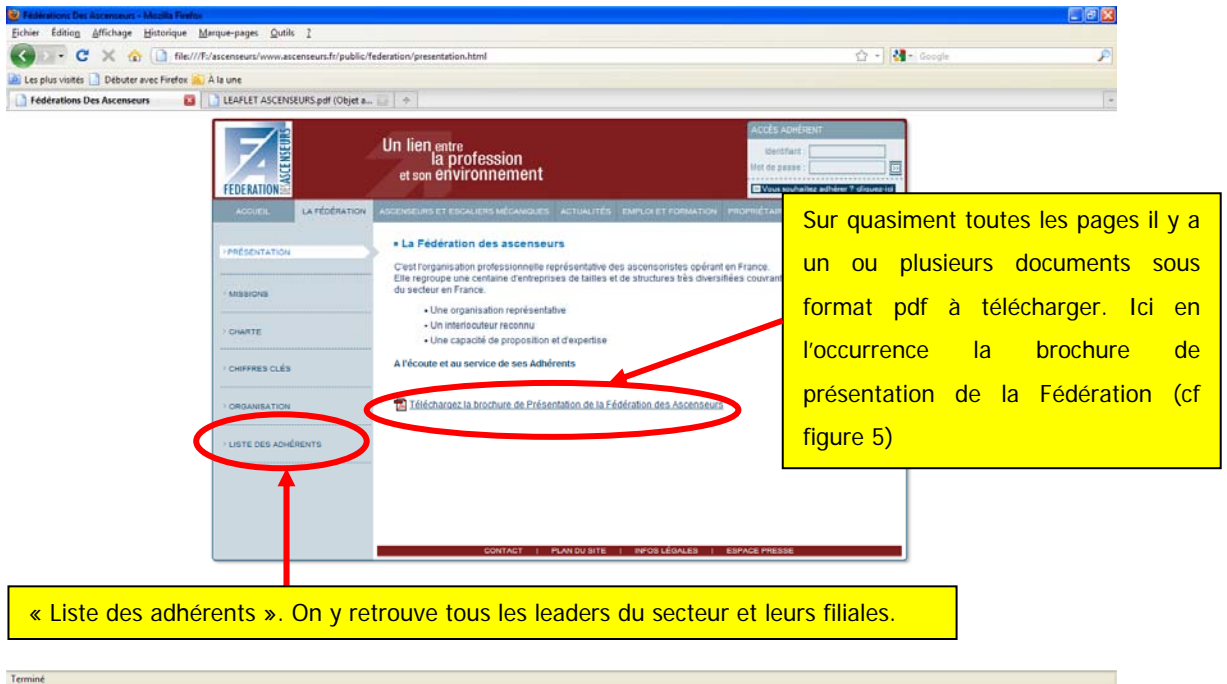 Fédérations Des Ascenseurs - Mozilla Firefox
Eichier Édition Affichage Historique Marque-pages Outils ?
file:///F:/ascenseurs/www.ascenseurs.fr/public/federation/presentation.html
Google
Les plus visités Débuter avec Firefox À la une
Fédérations Des Ascenseurs LEAFLET ASCENSEURS.pdf (Objet a...
FEDERATION DES ASCENSEURS
Un lien entre
la profession
et son environnement
ACCÈS ADHÉRENT
Identifiant :
Mot de passe :
Vous souhaitez adhérer ? cliquez-ici
ACCUEIL LA FÉDÉRATION ASCENSEURS ET ESCALIERS MÉCANIQUES ACTUALITÉS EMPLOI ET FORMATION
PRÉSENTATION
MISSIONS
CHARTE
CHIFFRES CLÉS
ORGANISATION
LISTE DES ADHÉRENTS
• La Fédération des ascenseurs
C'est l'organisation professionnelle représentative des ascensoristes opérant en France.
Elle regroupe une centaine d'entreprises de tailles et de structures très diversifiées couvrant
du secteur en France.
• Une organisation représentative
• Un interlocuteur reconnu
• Une capacité de proposition et d'expertise
A l'écoute et au service de ses Adhérents
Téléchargez la brochure de Présentation de la Fédération des Ascenseurs
CONTACT | PLAN DU SITE | INFOS LÉGALES | ESPACE PRESSE
Sur quasiment toutes les pages il y a
un ou plusieurs documents sous
format pdf à télécharger. Ici en
l'occurrence la brochure de
présentation de la Fédération (cf
figure 5)
« Liste des adhérents ». On y retrouve tous les leaders du secteur et leurs filiales.
Terminé